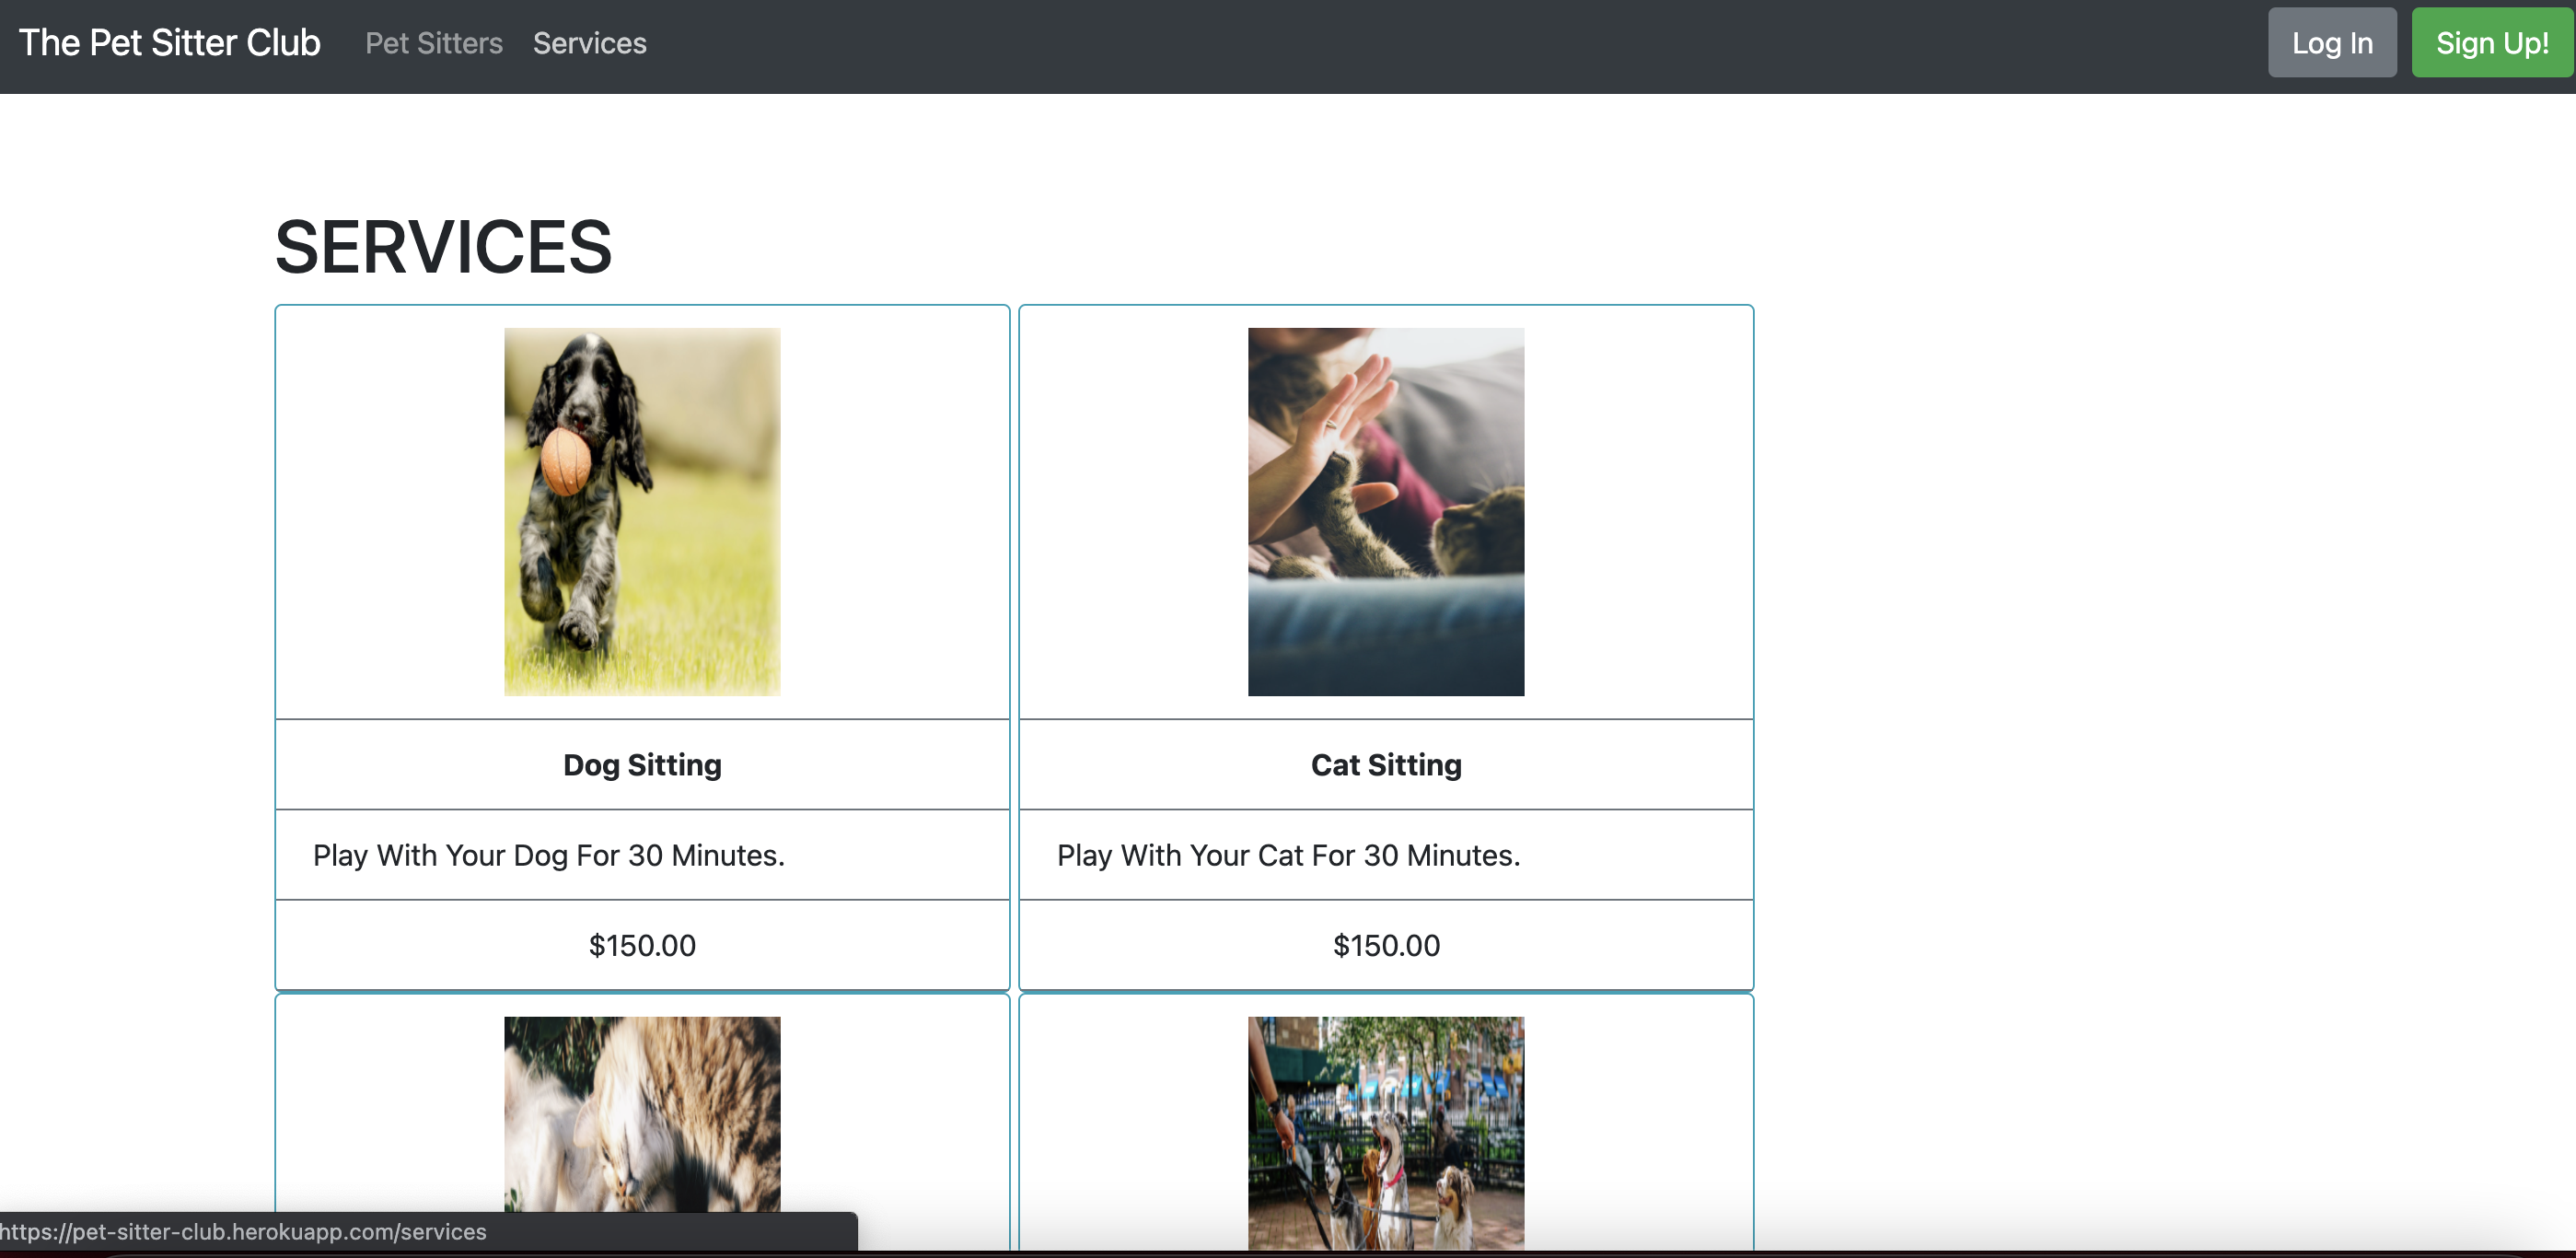 The Pet Sitter Club Pet Sitters Services Log In Sign Up!
SERVICES
Dog Sitting
Play With Your Dog For 30 Minutes.
$150.00
Cat Sitting
Play With Your Cat For 30 Minutes.
$150.00
https://pet-sitter-club.herokuapp.com/services